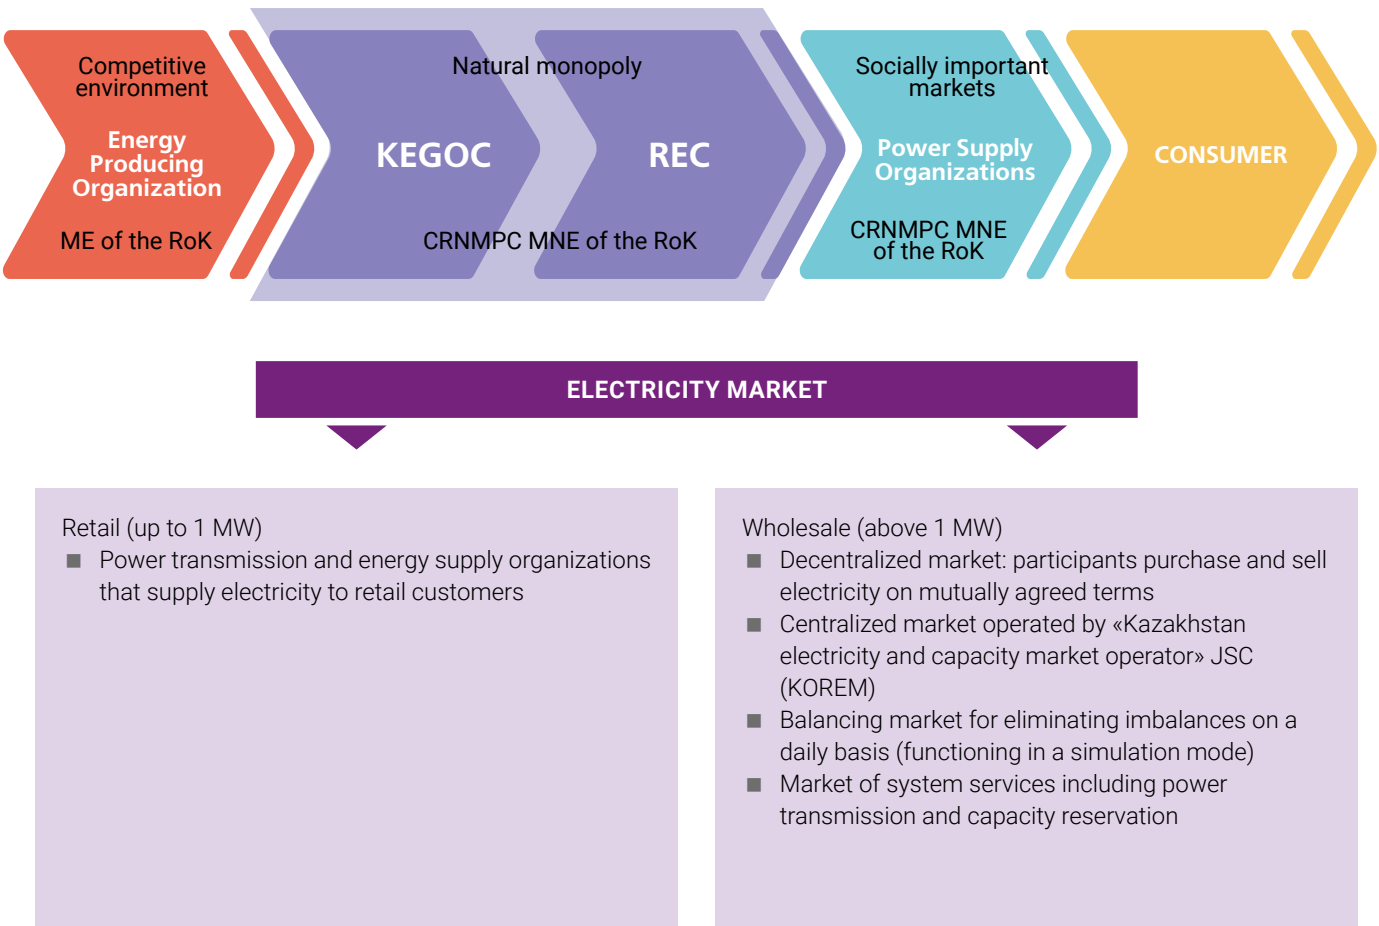 Competitive
environment
Energy
Producing
Organization
ME of the RoK
Natural monopoly
KEGOC
REC
CRNMPC MNE of the RoK
Socially important
markets
Power Supply
Organizations
CRNMPC MNE
of the RoK
CONSUMER
ELECTRICITY MARKET
Retail (up to 1 MW)
■ Power transmission and energy supply organizations
that supply electricity to retail customers
Wholesale (above 1 MW)
■ Decentralized market: participants purchase and sell
electricity on mutually agreed terms
■ Centralized market operated by «Kazakhstan
electricity and capacity market operator» JSC
(KOREM)
■ Balancing market for eliminating imbalances on a
daily basis (functioning in a simulation mode)
■ Market of system services including power
transmission and capacity reservation